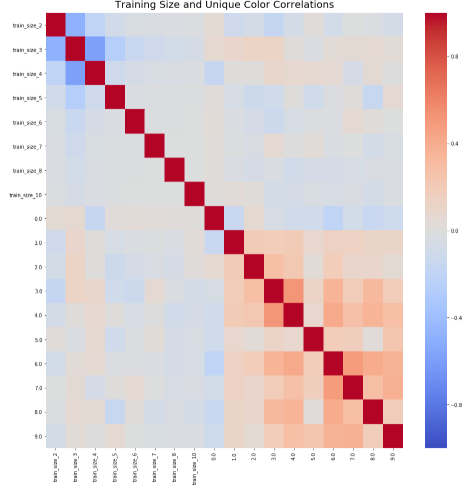 Training Size and Unique Color Correlations
train_size_2
train_size_3
train_size_4
train_size_5
train_size_6
train_size_7
train_size_8
train_size_10
0.0
1.0
2.0
3.0
4.0
5.0
6.0
7.0
8.0
9.0
train_size_2
train_size_3
train_size_4
train_size_5
train_size_6
train_size_7
train_size_8
train_size_10
0.0
1.0
2.0
3.0
4.0
5.0
6.0
7.0
8.0
9.0
0.8
0.4
0.0
−0.4
−0.8